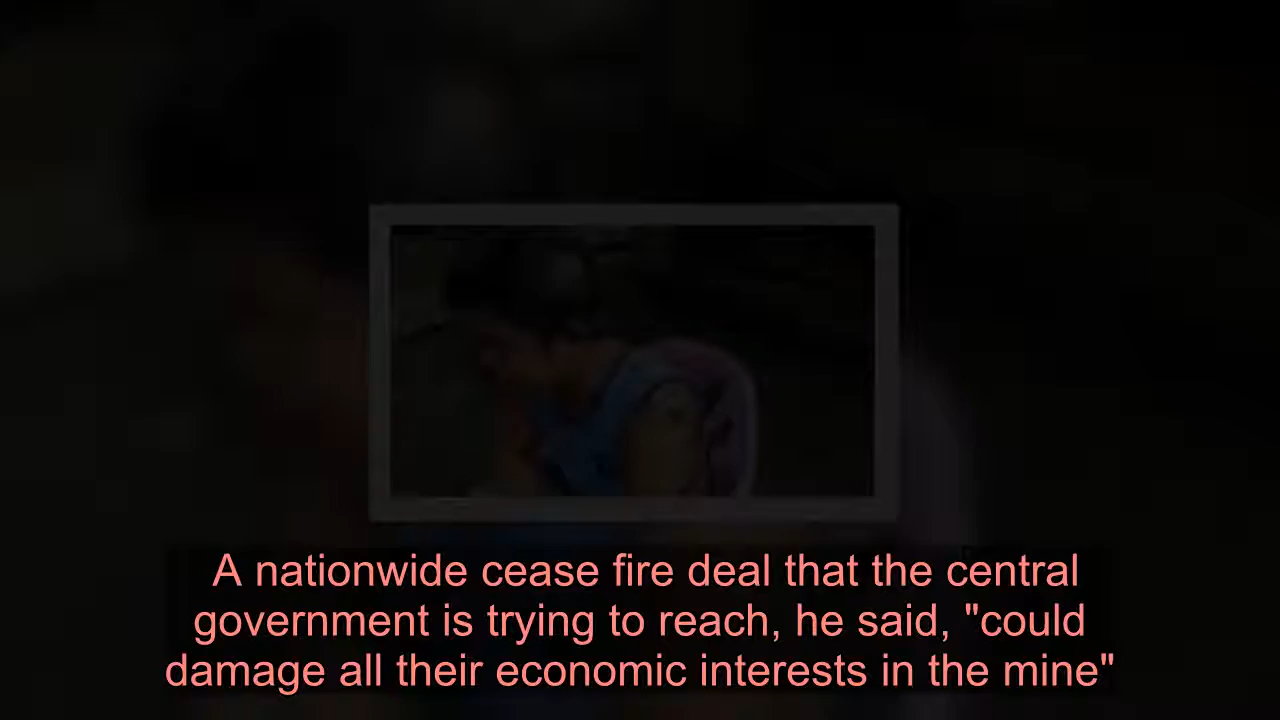 A nationwide cease fire deal that the central
government is trying to reach, he said, "could
damage all their economic interests in the mine"